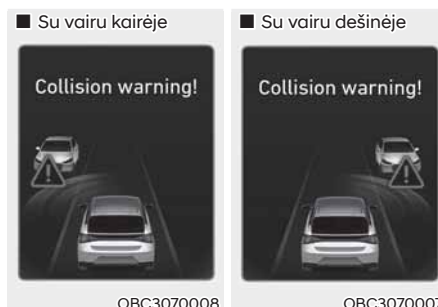 ■ Su vairu kairėje
■ Su vairu dešinėje
Collision warning!
Collision warning!
OBC3070008